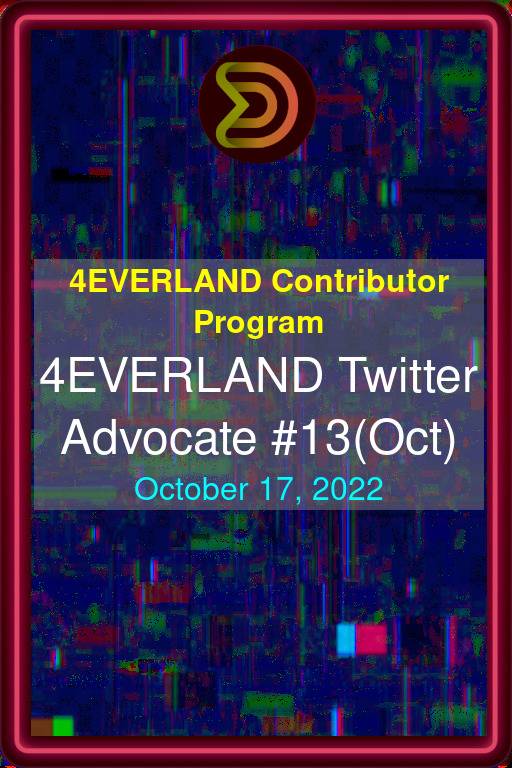 4EVERLAND Contributor
Program
4EVERLAND Twitter
Advocate #13(Oct)
October 17, 2022